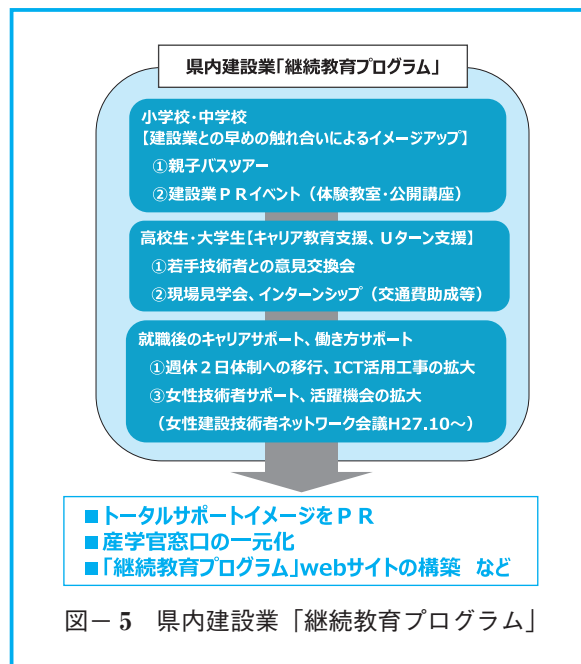 県内建設業「継続教育プログラム」
小学校・中学校
【建設業との早めの触れ合いによるイメージアップ】
①親子バスツアー
②建設業ＰＲイベント（体験教室・公開講座）
高校生・大学生【キャリア教育支援、Uターン支援】
①若手技術者との意見交換会
②現場見学会、インターンシップ（交通費助成等）
就職後のキャリアサポート、働き方サポート
①週休２日体制への移行、ICT活用工事の拡大
③女性技術者サポート、活躍機会の拡大
（女性建設技術者ネットワーク会議H27.10～）
■トータルサポートイメージをＰＲ
■産学官窓口の一元化
■「継続教育プログラム」webサイトの構築 など
図－5 県内建設業「継続教育プログラム」